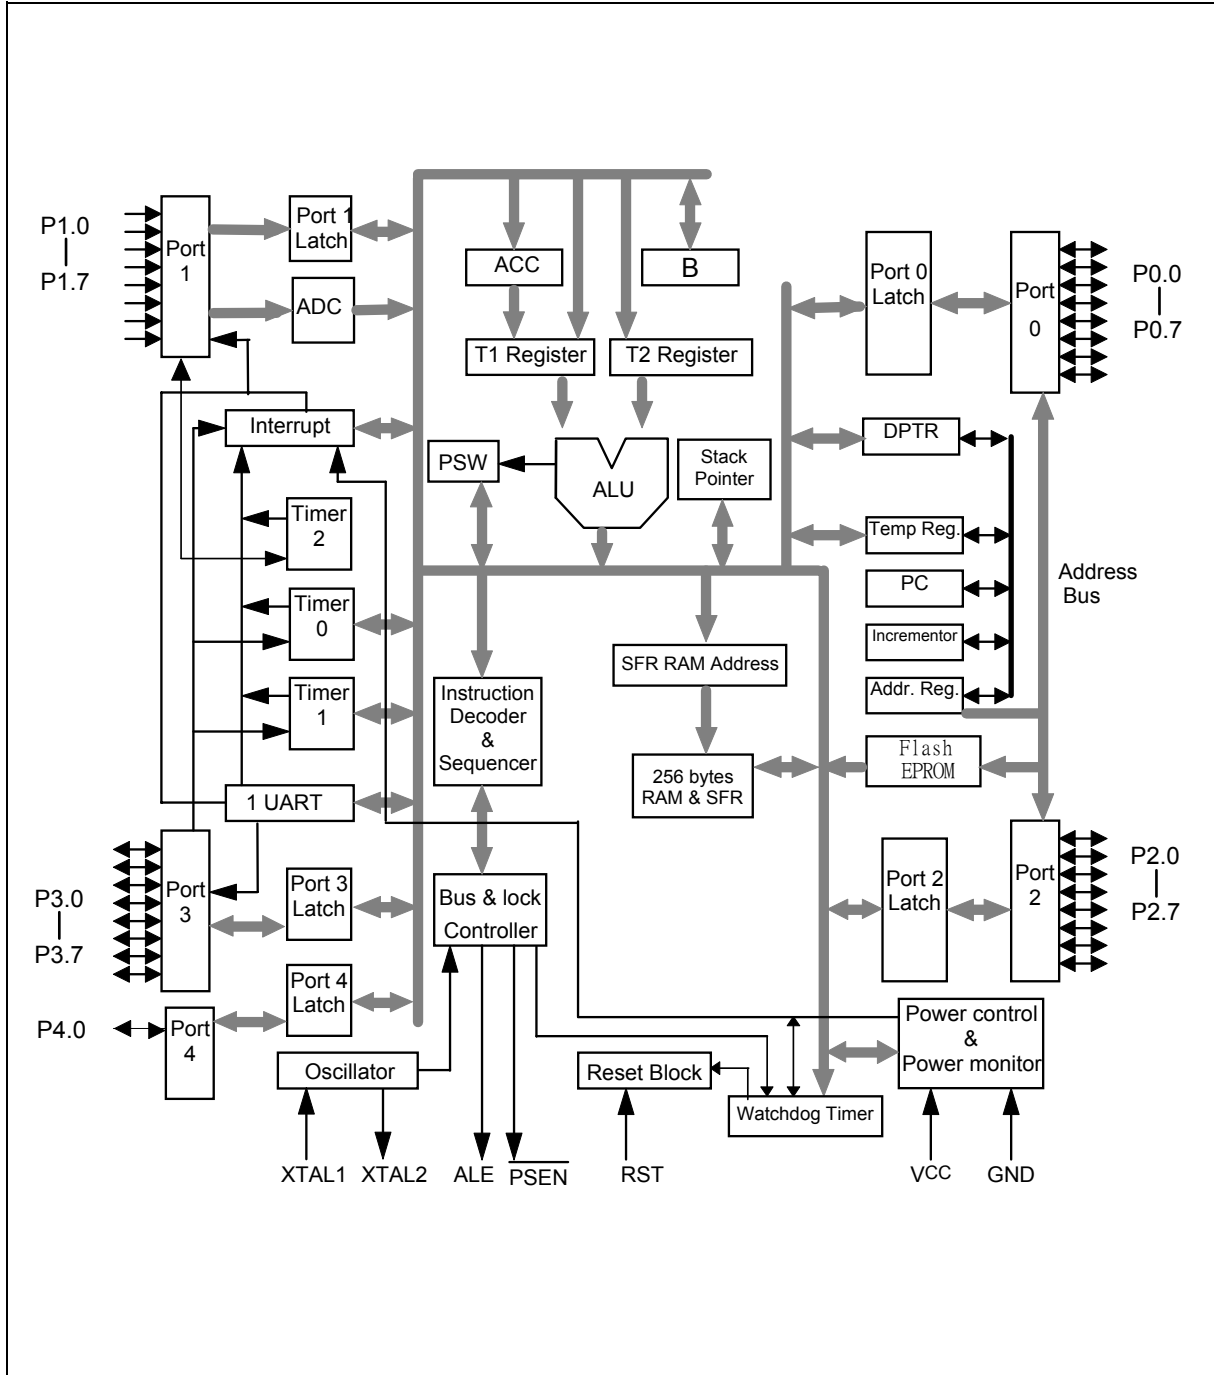 P1.0
P1.7
Port
1
Port 1
Latch
ADC
ACC
B
T1 Register
T2 Register
Interrupt
PSW
ALU
Stack
Pointer
Port 0
Latch
Port
0
P0.0
P0.7
DPTR
Temp Reg.
PC
Incrementor
Addr. Reg.
Address
Bus
Timer
2
Timer
0
Timer
1
1 UART
SFR RAM Address
Instruction
Decoder
&
Sequencer
256 bytes
RAM & SFR
Flash
EPROM
P3.0
P3.7
Port
3
Port 3
Latch
Port 4
Latch
P4.0
Port
4
Bus & lock
Controller
Port 2
Latch
Port
2
P2.0
P2.7
Oscillator
Reset Block
Watchdog Timer
Power control
&
Power monitor
XTAL1
XTAL2
ALE
PSEN
RST
VCC
GND